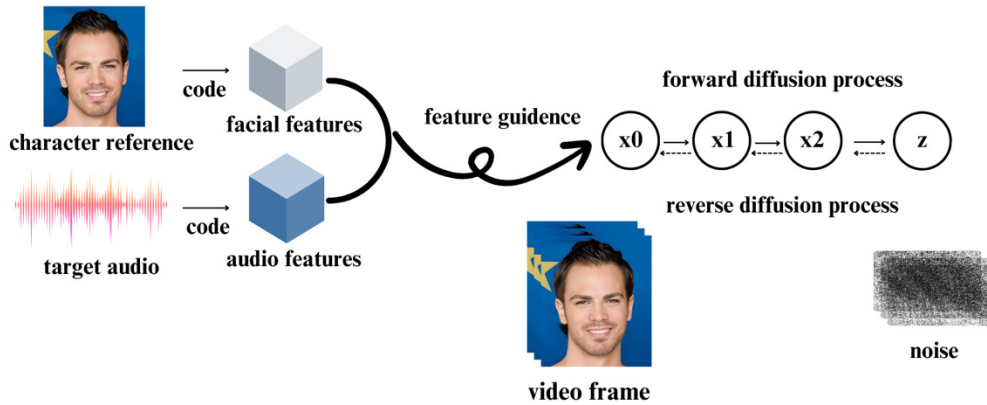 character reference
code
facial features
target audio
code
audio features
feature guidence
forward diffusion process
x0
x1
x2
z
reverse diffusion process
video frame
noise